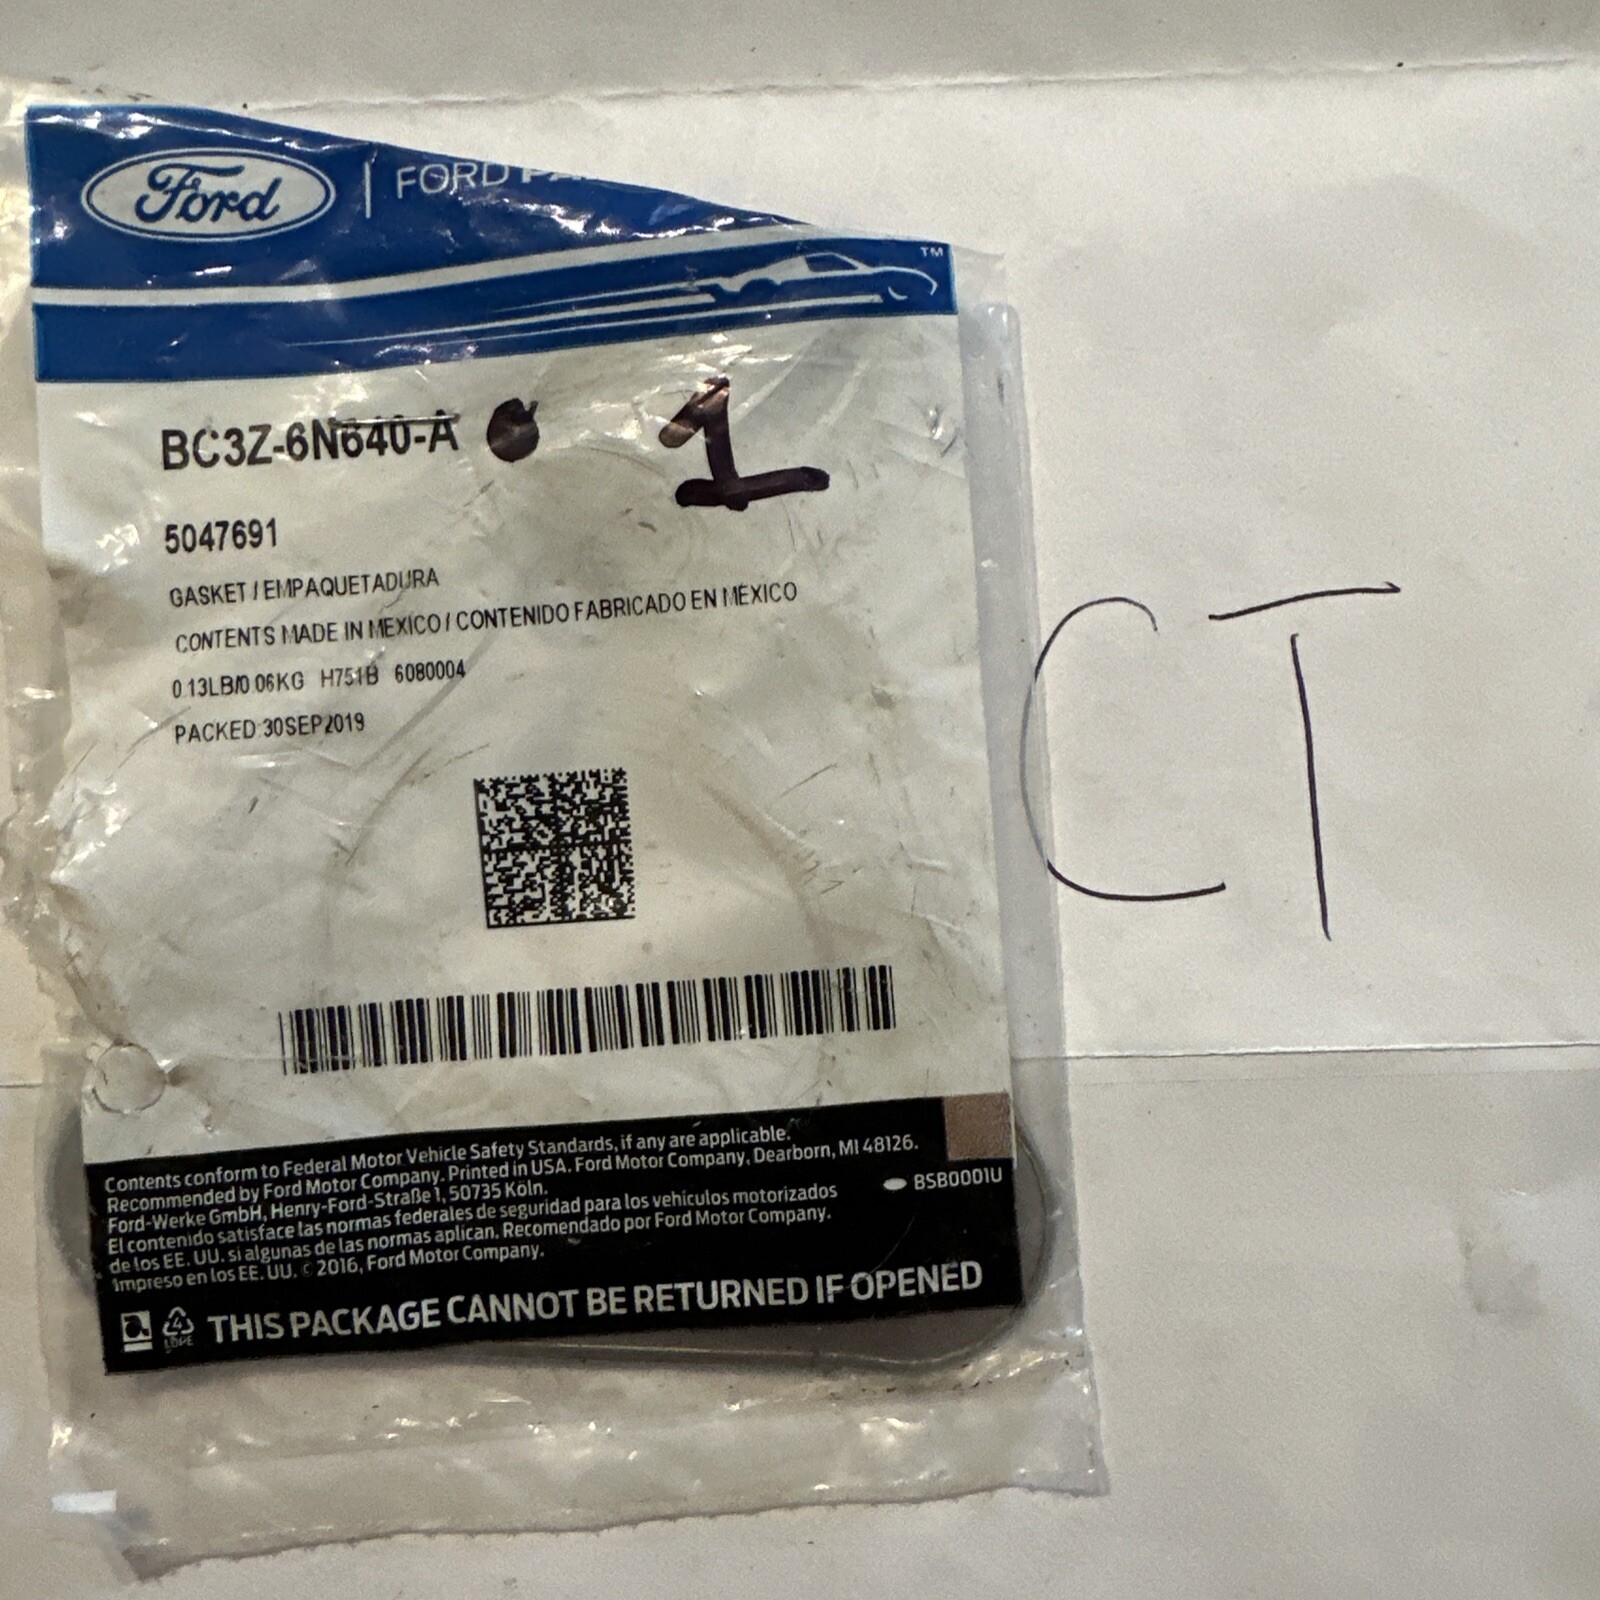 Ford | FORD
TM
BC3Z-6N640-A 1
5047691
GASKET / EMPAQUETADURA
CONTENTS MADE IN MEXICO / CONTENIDO FABRICADO EN MEXICO
0.13LB/0.06KG H751B 6080004
PACKED:30SEP2019
CT
Contents conform to Federal Motor Vehicle Safety Standards, if any are applicable.
Recommended by Ford Motor Company. Printed in USA. Ford Motor Company, Dearborn, MI 48126.
Ford-Werke GmbH, Henry-Ford-Straße 1, 50735 Köln.
El contenido satisface las normas federales de seguridad para los vehiculos motorizados
de los EE. UU. si algunas de las normas aplican. Recomendado por Ford Motor Company.
Impreso en los EE. UU. © 2016, Ford Motor Company.
BSB0001U
4
LDPE
THIS PACKAGE CANNOT BE RETURNED IF OPENED